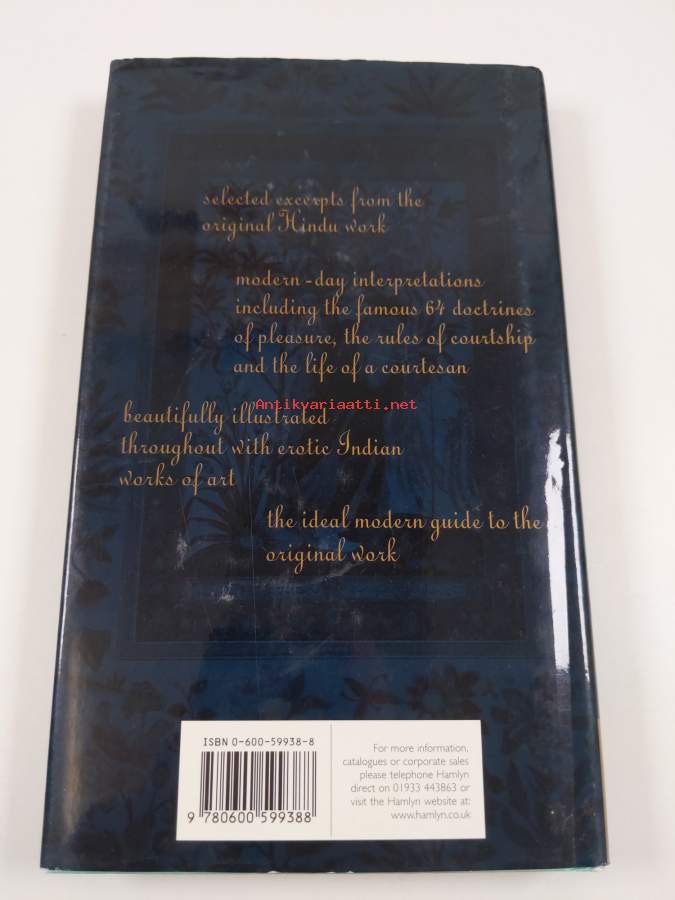 selected excerpts from the
original Hindu work
modern-day interpretations
including the famous 64 doctrines
of pleasure, the rules of courtship
and the life of a courtesan
Antikvariaatti.net
beautifully illustrated
throughout with erotic Indian
works of art
the ideal modern guide to the
original work
ISBN 0-600-59938-8
9 780600 599388
For more information,
catalogues or corporate sales
please telephone Hamlyn
direct on 01933 443863 or
visit the Hamlyn website at:
www.hamlyn.co.uk